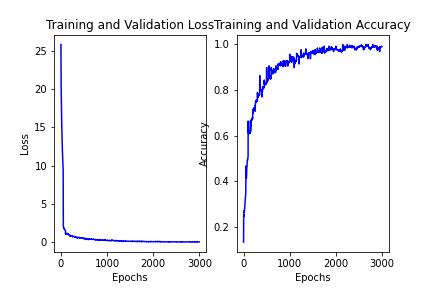 Training and Validation Loss
Loss
25
20
15
10
5
0
0 1000 2000 3000
Epochs
Training and Validation Accuracy
Accuracy
1.0
0.8
0.6
0.4
0.2
0 1000 2000 3000
Epochs